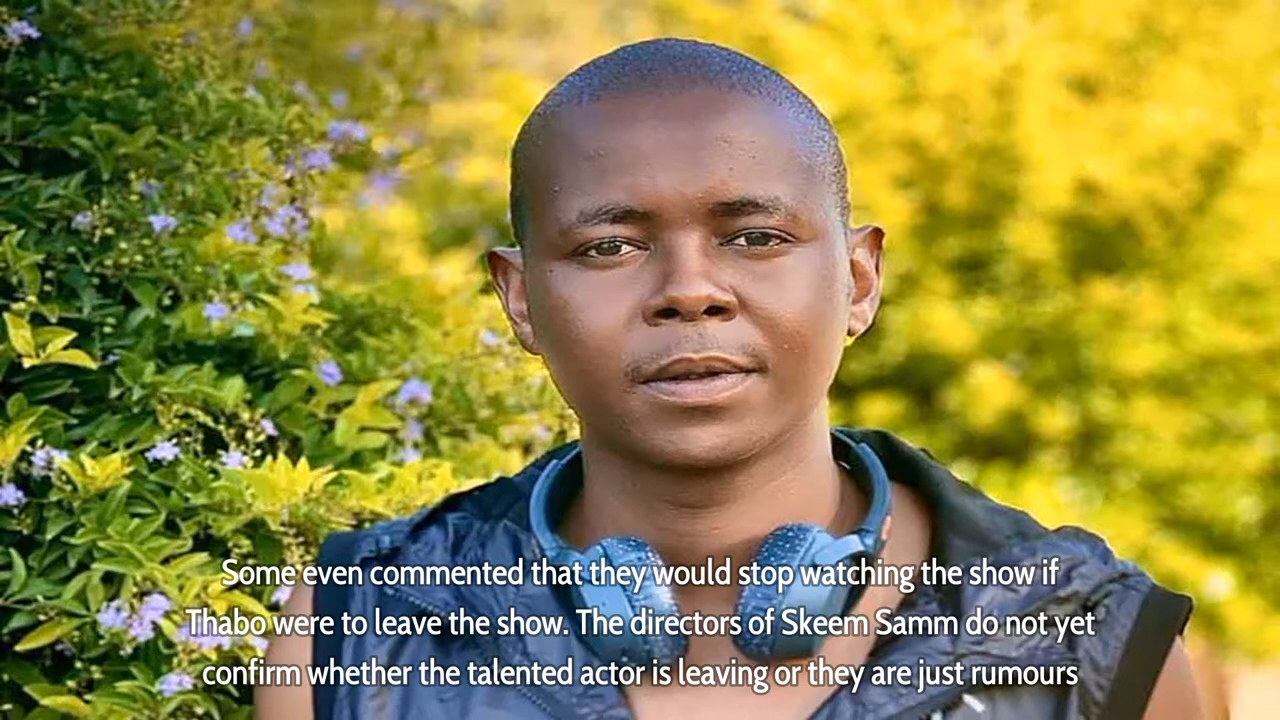 Some even commented that they would stop watching the show if
Thabo were to leave the show. The directors of Skeem Samm do not yet
confirm whether the talented actor is leaving or they are just rumours